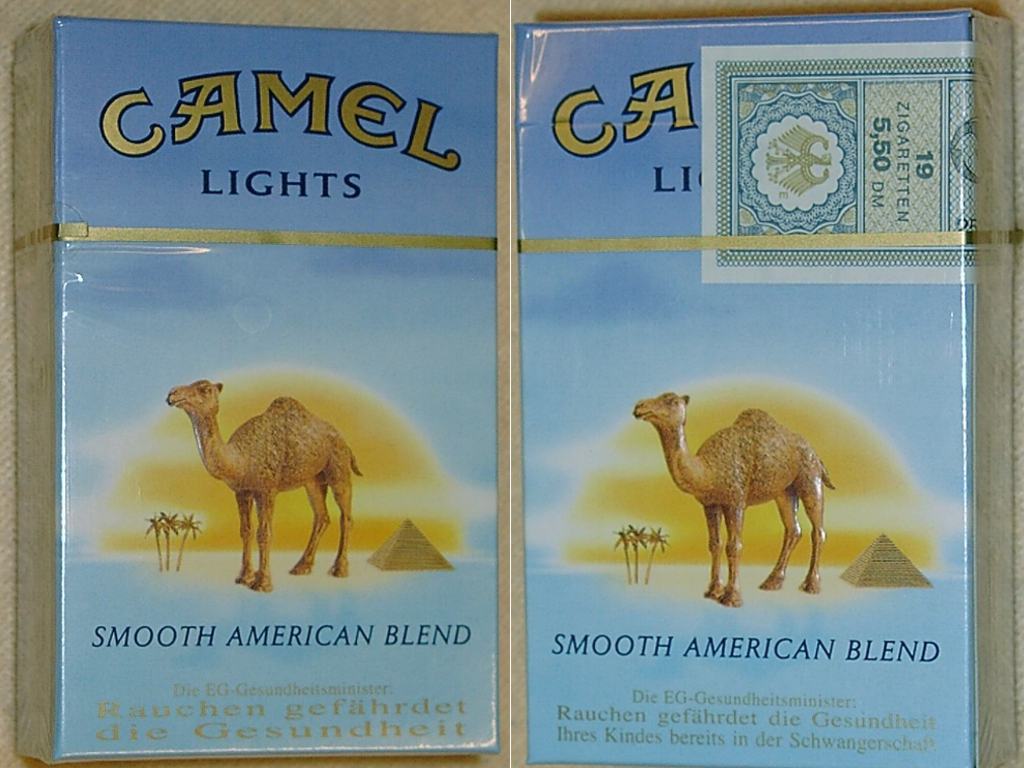 CAMEL
LIGHTS
SMOOTH AMERICAN BLEND
Die EG-Gesundheitsminister:
Rauchen gefährdet
die Gesundheit
CA
LI
ZIGARETTEN
19
5,50 DM
SMOOTH AMERICAN BLEND
Die EG-Gesundheitsminister:
Rauchen gefährdet die Gesundheit
Ihres Kindes bereits in der Schwangerschaft